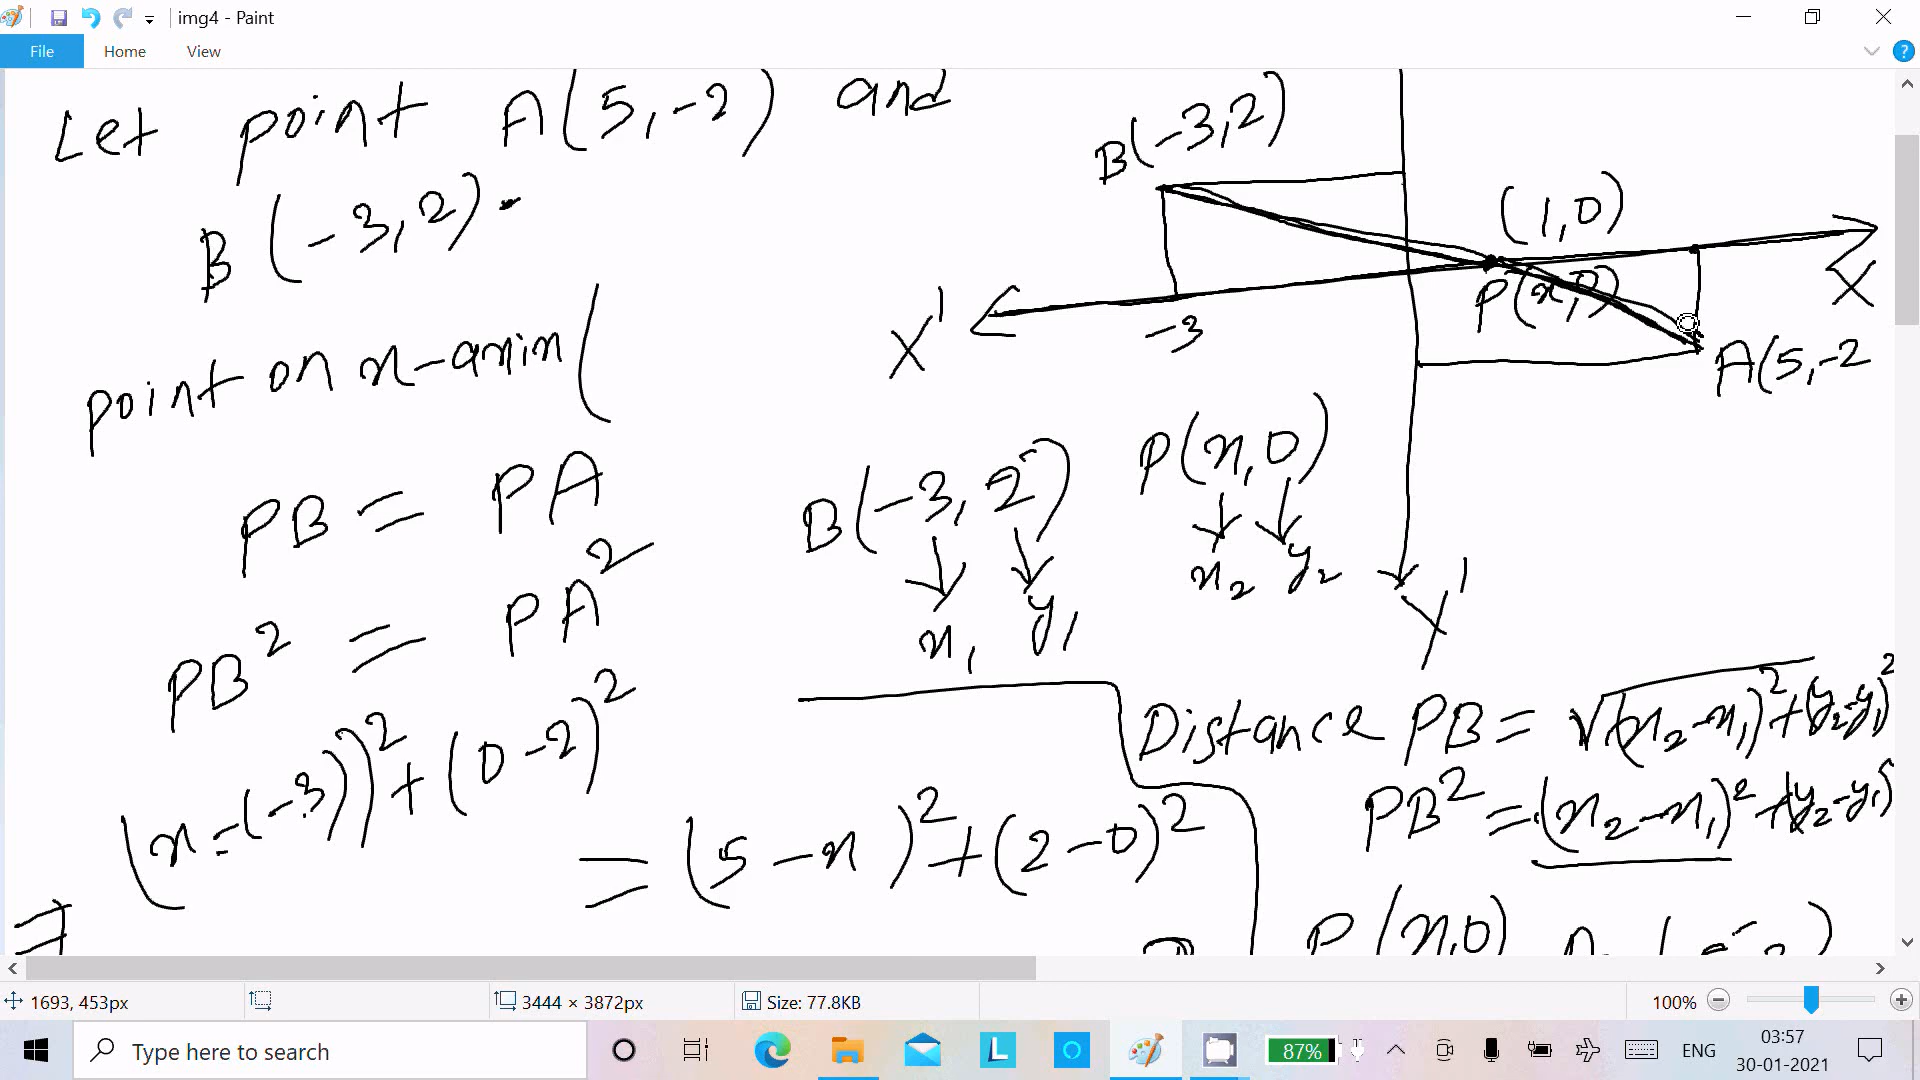 img4 - Paint
File Home View
Let point A(5,-2) and
B(-3,2).
point on x-axis(
PB = PA
PB² = PA²
(x-(-3))²+(0-2)²
= (5-x)²+(2-0)²
⇒
B(-3,2)
(1,0)
P(x,0)
X
X'
-3
A(5,-2
B(-3,2)
x₁ y₁
P(x,0)
x₂ y₂
Y'
Distance PB = √(x₂-x₁)²+(y₂-y₁)²
PB² = (x₂-x₁)²+(y₂-y₁)²
P(x,0)
1693, 453px
3444 × 3872px
Size: 77.8KB
100%
Type here to search
87%
ENG
03:57
30-01-2021